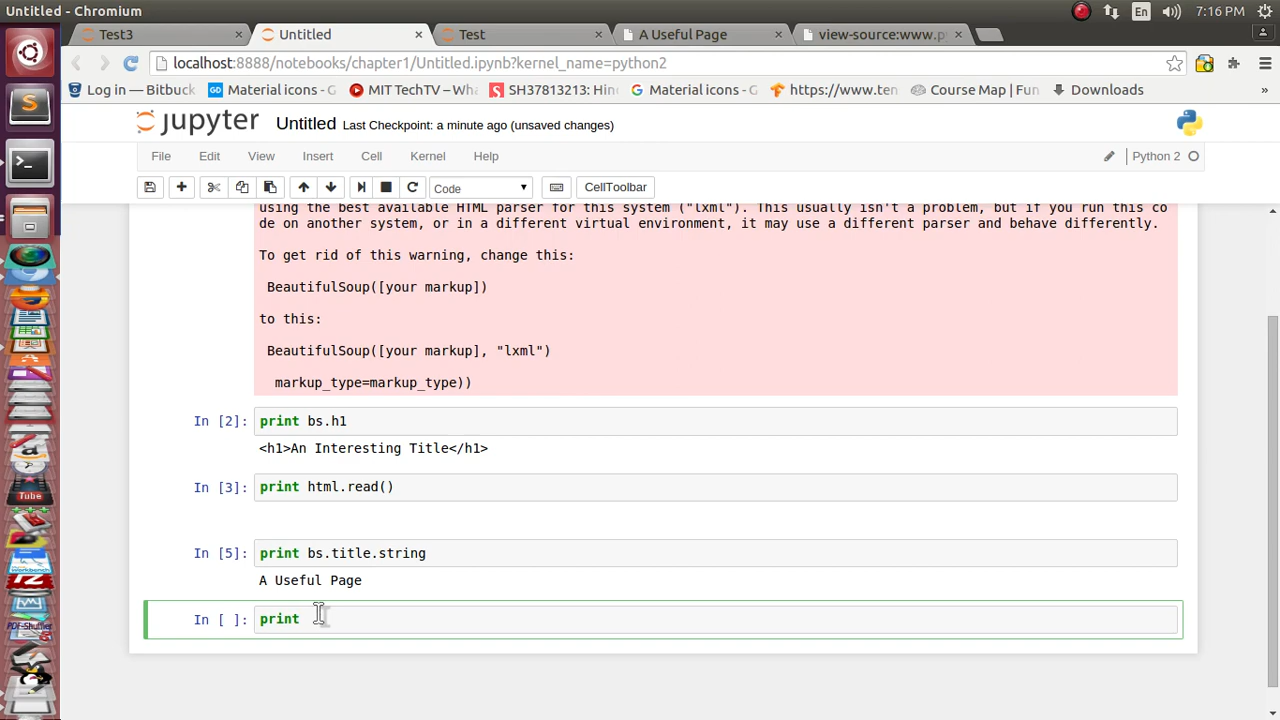 Untitled - Chromium
En
7:16 PM
Test3 ×
Untitled ×
Test ×
A Useful Page ×
view-source:www.p ×
localhost:8888/notebooks/chapter1/Untitled.ipynb?kernel_name=python2
Log in — Bitbuck
Material icons - G
MIT TechTV – Wha
SH37813213: Hin
Material icons - G
https://www.ten
Course Map | Fun
Downloads
»
jupyter
Untitled Last Checkpoint: a minute ago (unsaved changes)
File Edit View Insert Cell Kernel Help
Python 2
Code
CellToolbar
using the best available HTML parser for this system ("lxml"). This usually isn't a problem, but if you run this co
de on another system, or in a different virtual environment, it may use a different parser and behave differently.
To get rid of this warning, change this:
BeautifulSoup([your markup])
to this:
BeautifulSoup([your markup], "lxml")
markup_type=markup_type))
In [2]: print bs.h1
<h1>An Interesting Title</h1>
In [3]: print html.read()
In [5]: print bs.title.string
A Useful Page
In [ ]: print